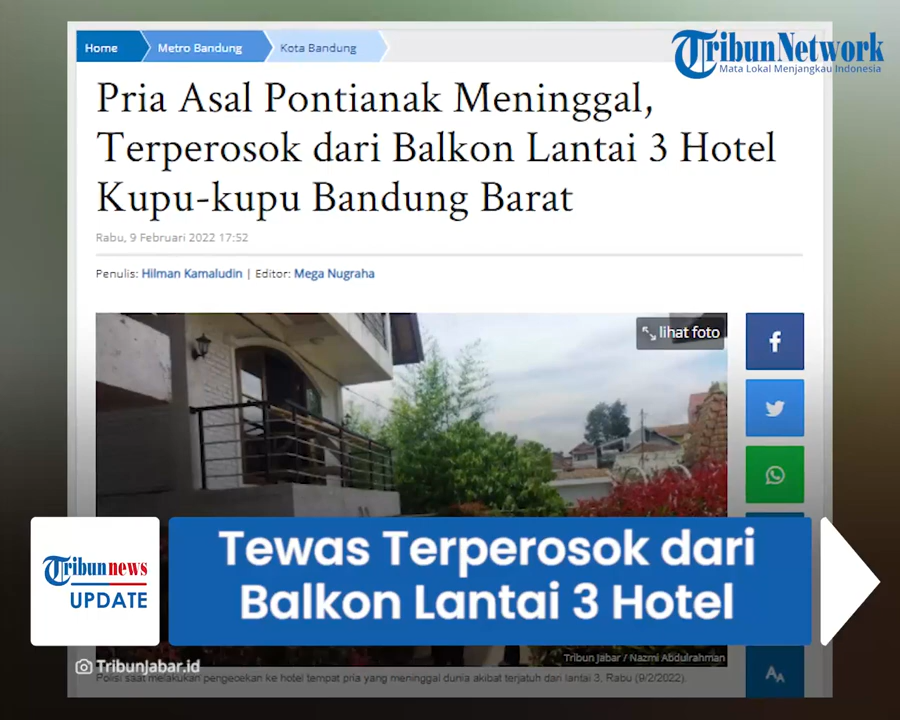 Home
Metro Bandung
Kota Bandung
TribunNetwork
Mata Lokal Menjangkau Indonesia
Pria Asal Pontianak Meninggal,
Terperosok dari Balkon Lantai 3 Hotel
Kupu-kupu Bandung Barat
Rabu, 9 Februari 2022 17:52
Penulis: Hilman Kamaludin | Editor: Mega Nugraha
lihat foto
Tribunnews
UPDATE
Tewas Terperosok dari
Balkon Lantai 3 Hotel
Tribun Jabar / Nazmi Abdulrahman
Tribunjabar.id
Polisi saat melakukan pengecekan ke hotel tempat pria yang meninggal dunia akibat terjatuh dari lantai 3, Rabu (9/2/2022).
AA